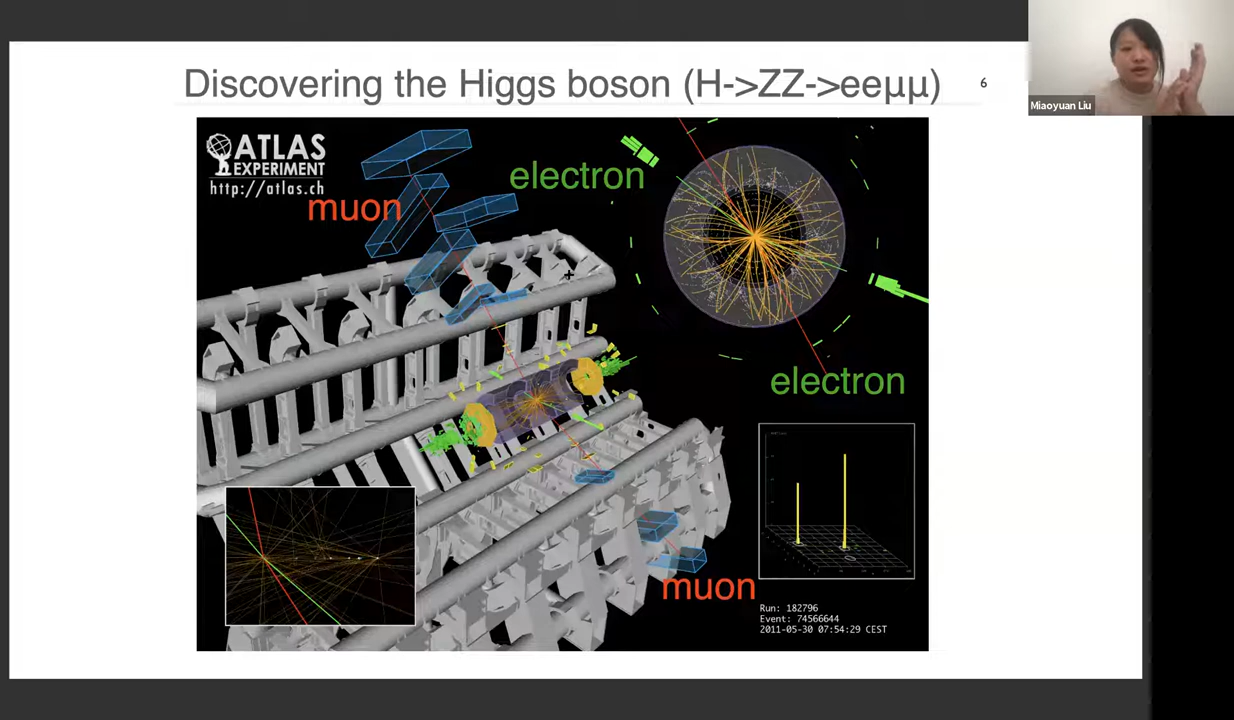 Discovering the Higgs boson (H->ZZ->eeμμ)
6
Miaoyuan Liu
ATLAS
EXPERIMENT
http://atlas.ch
muon
electron
electron
muon
Run: 182796
Event: 74566644
2011-05-30 07:54:29 CEST